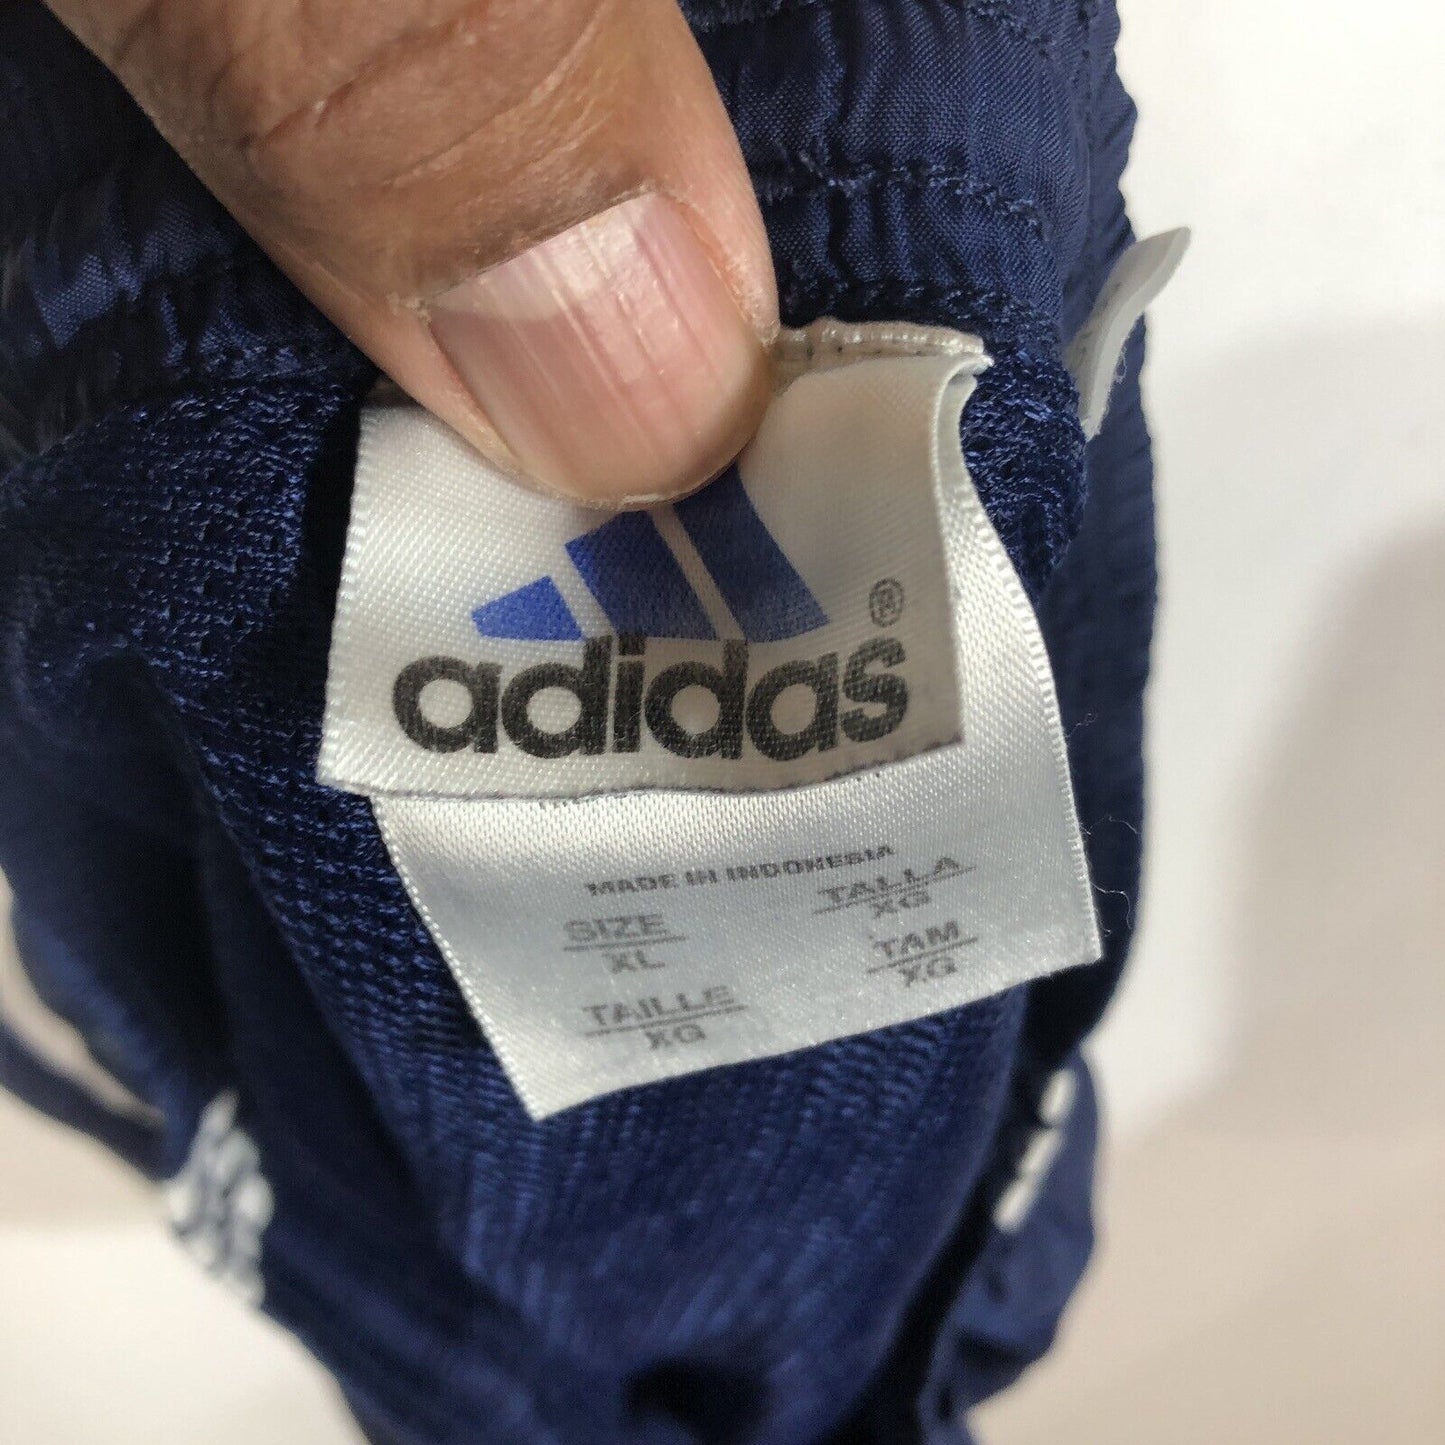 adidas®
MADE IN INDONESIA
SIZE
XL
TALLA
XG
TAILLE
XG
TAM
XG